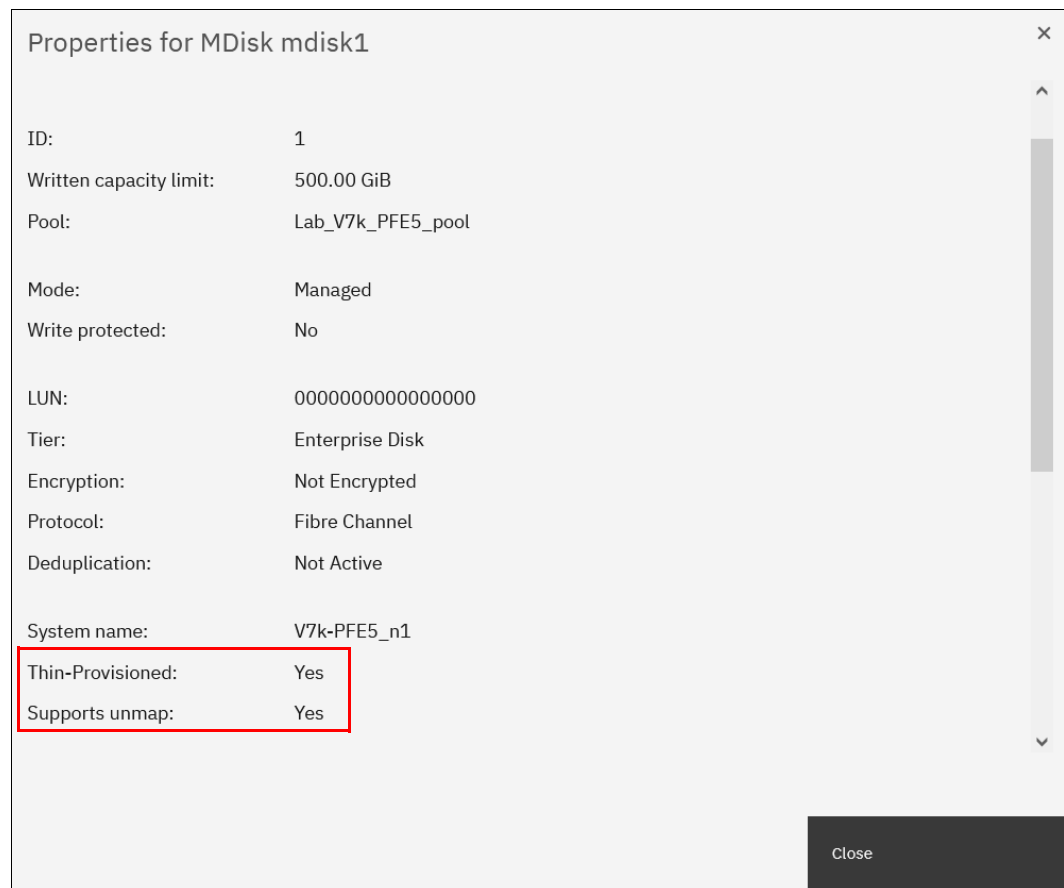 Properties for MDisk mdisk1
ID: 1
Written capacity limit: 500.00 GiB
Pool: Lab_V7k_PFE5_pool
Mode: Managed
Write protected: No
LUN: 0000000000000000
Tier: Enterprise Disk
Encryption: Not Encrypted
Protocol: Fibre Channel
Deduplication: Not Active
System name: V7k-PFE5_n1
Thin-Provisioned: Yes
Supports unmap: Yes
Close